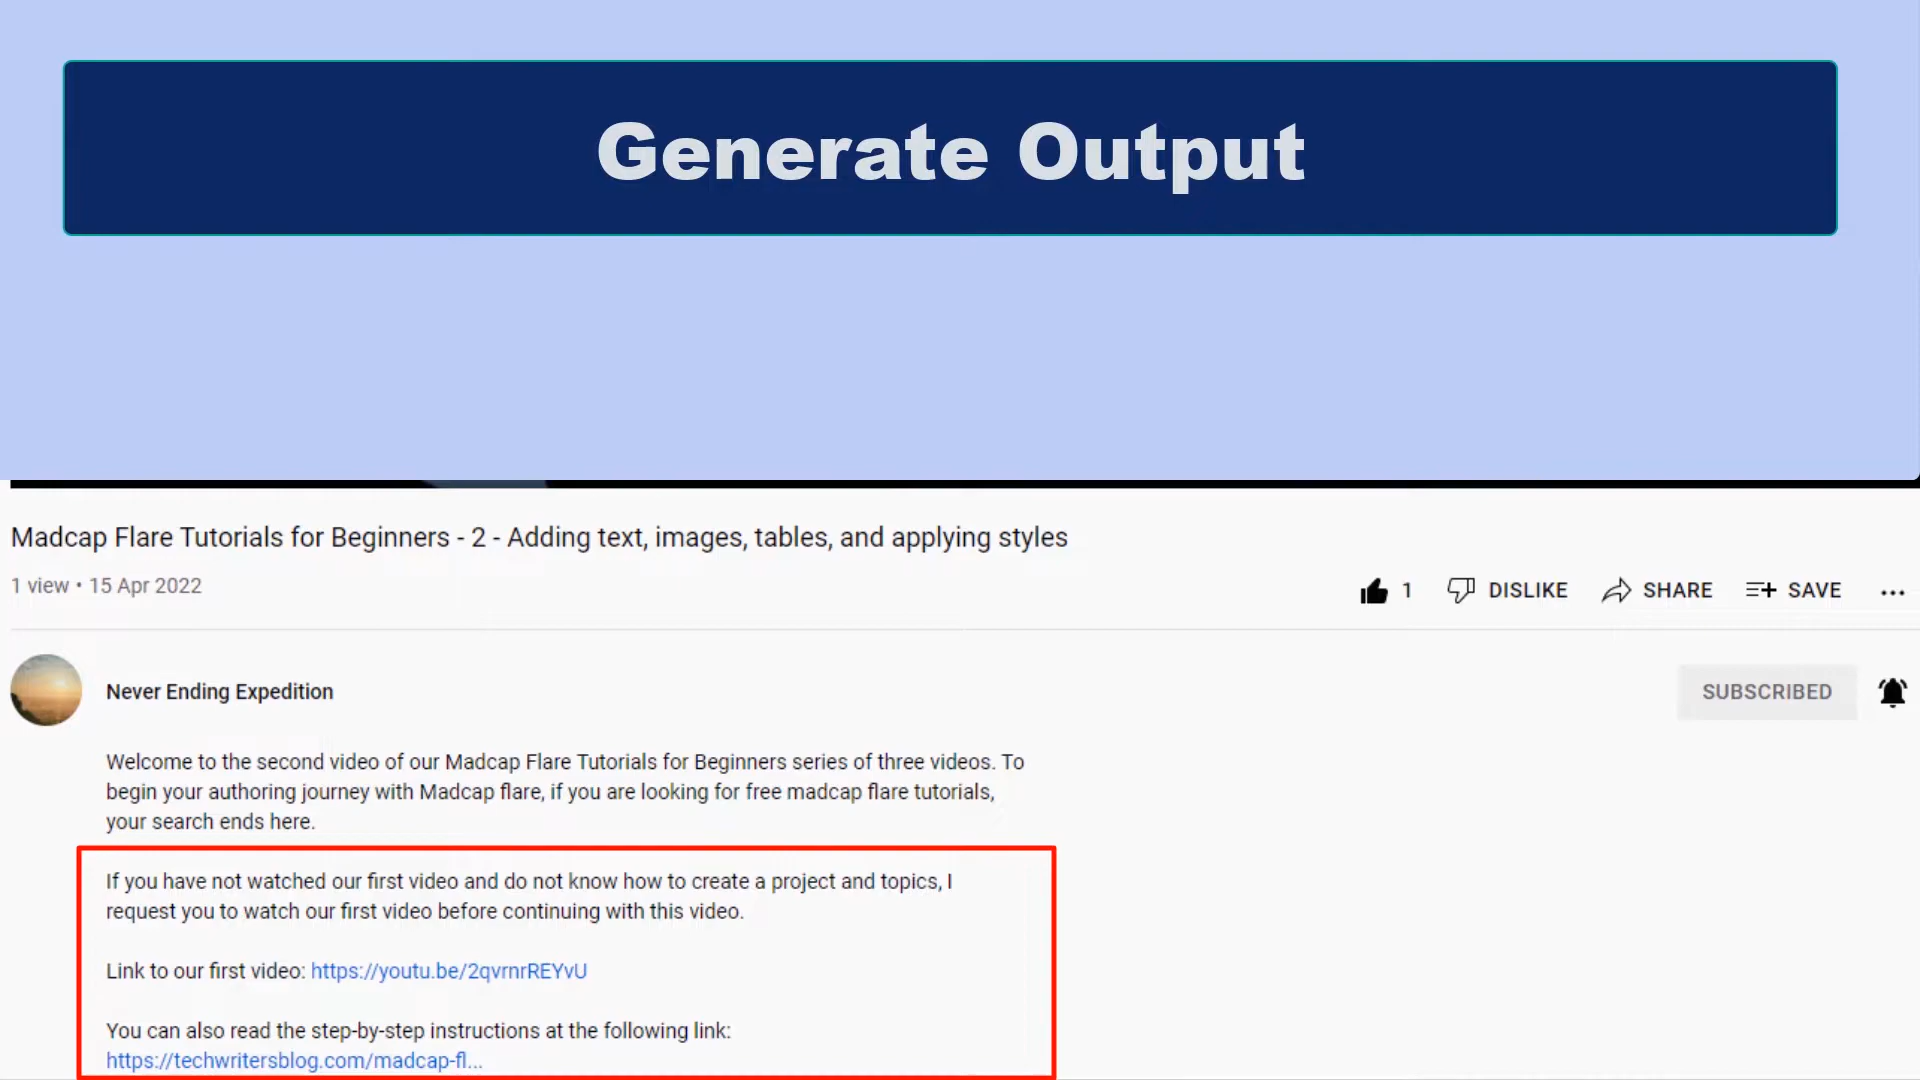 Generate Output
Madcap Flare Tutorials for Beginners - 2 - Adding text, images, tables, and applying styles
1 view • 15 Apr 2022
1 DISLIKE SHARE SAVE ...
Never Ending Expedition
SUBSCRIBED
Welcome to the second video of our Madcap Flare Tutorials for Beginners series of three videos. To
begin your authoring journey with Madcap flare, if you are looking for free madcap flare tutorials,
your search ends here.
If you have not watched our first video and do not know how to create a project and topics, I
request you to watch our first video before continuing with this video.
Link to our first video: https://youtu.be/2qvrnrREYvU
You can also read the step-by-step instructions at the following link:
https://techwritersblog.com/madcap-fl...